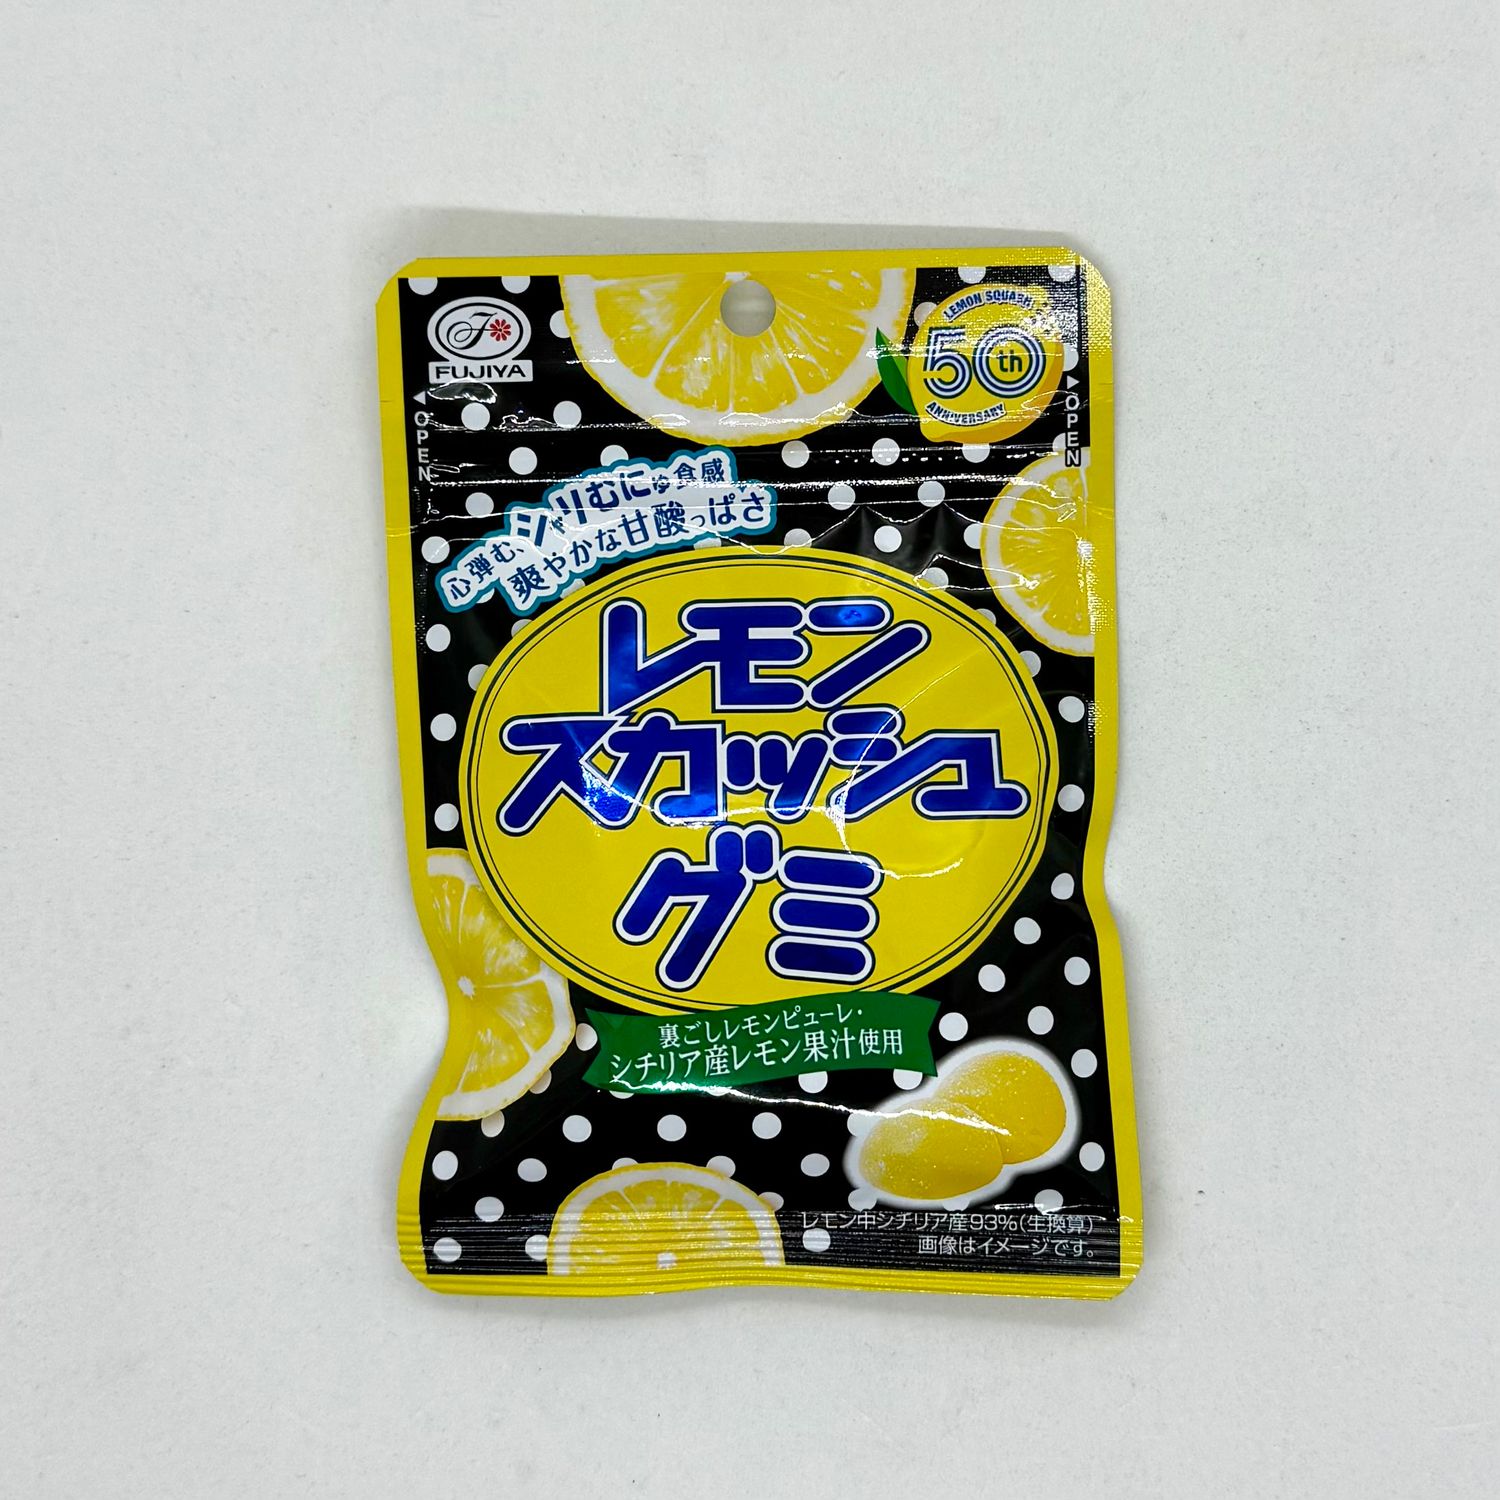 FUJIYA
LEMON SQUASH
50th
ANNIVERSARY
OPEN
OPEN
心弾む、シャリむにゅ食感
爽やかな甘酸っぱさ
レモン
スカッシュ
グミ
裏ごしレモンピューレ・
シチリア産レモン果汁使用
レモン中シチリア産93%(生換算)
画像はイメージです。